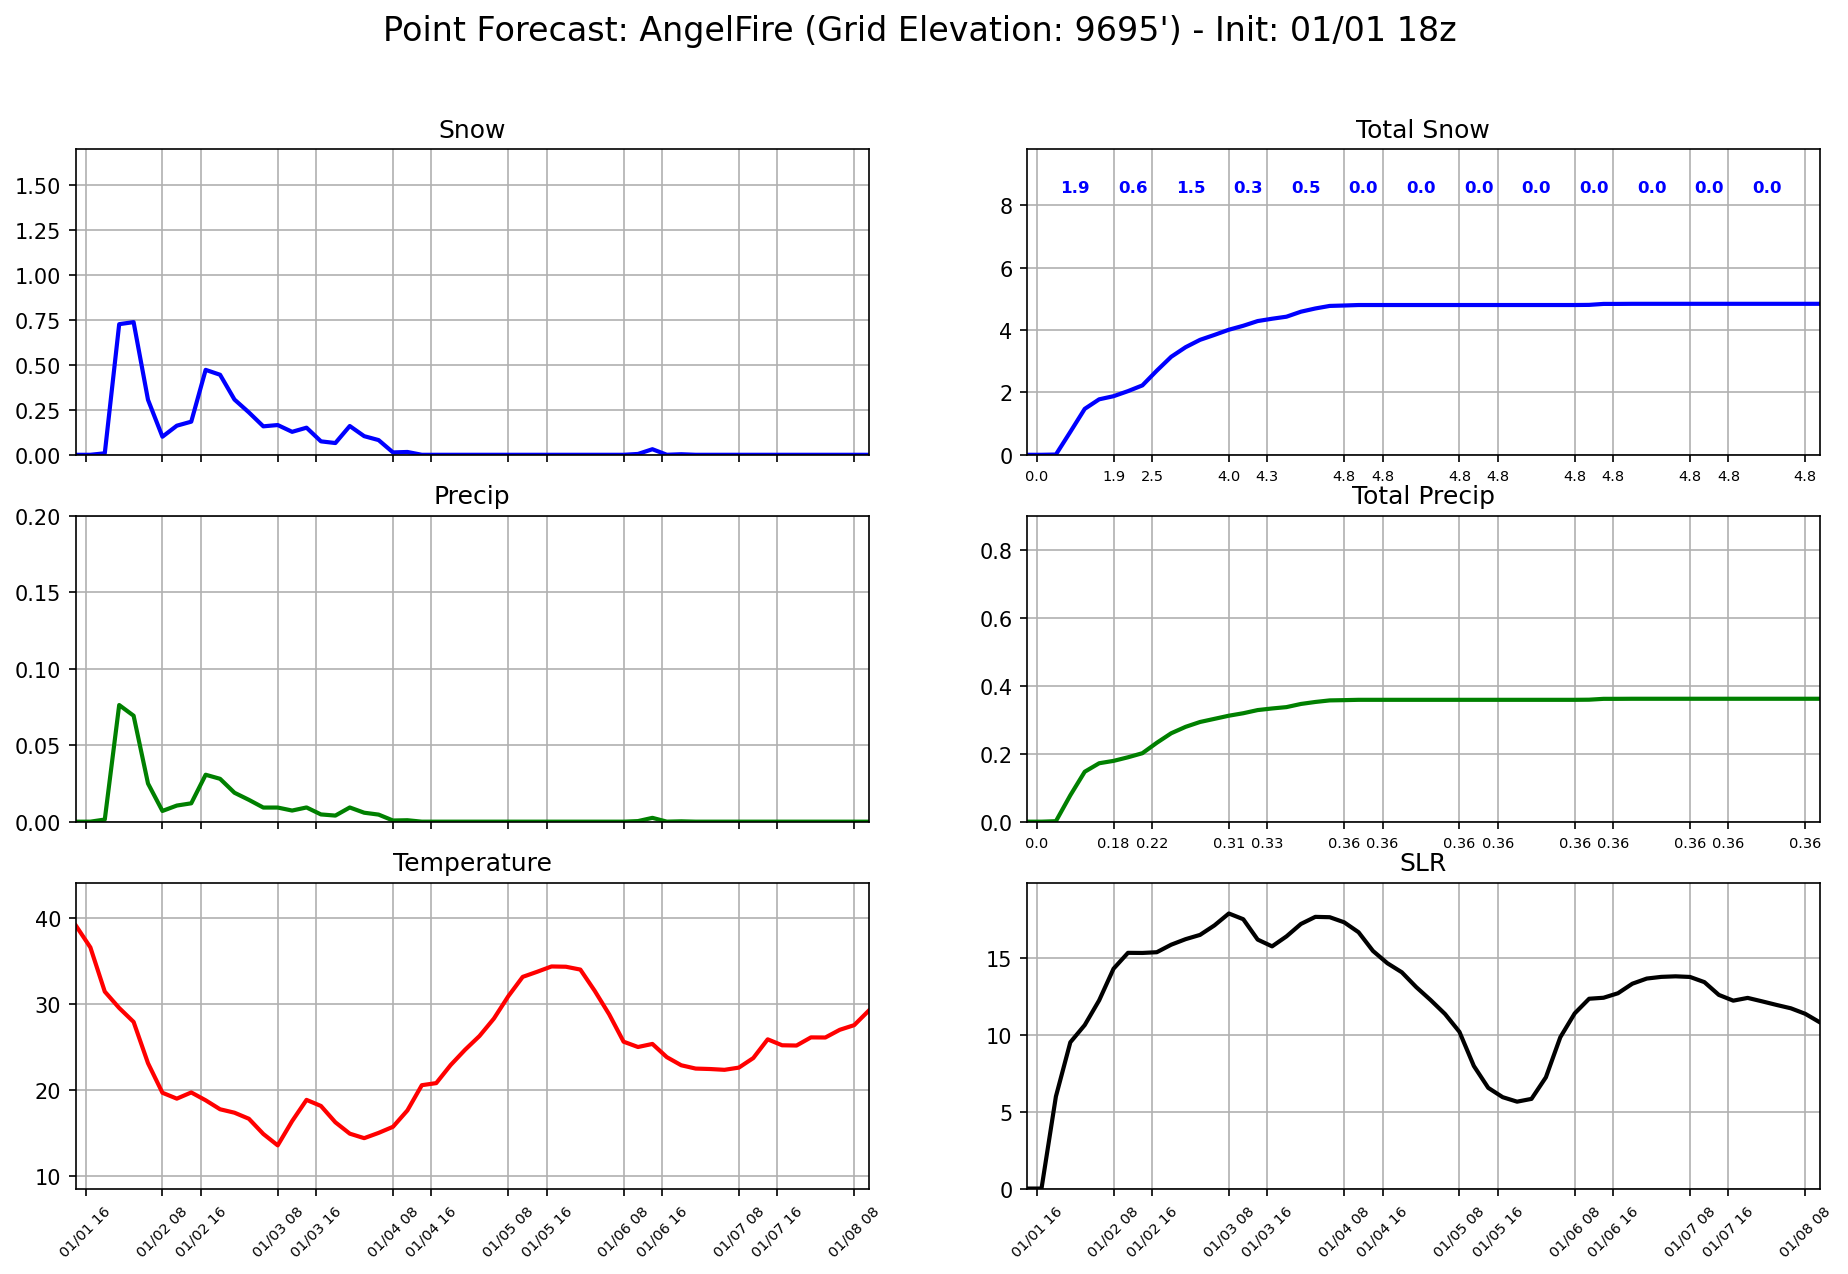 Point Forecast: AngelFire (Grid Elevation: 9695') - Init: 01/01 18z
Snow
1.50
1.25
1.00
0.75
0.50
0.25
0.00
Total Snow
1.9 0.6 1.5 0.3 0.5 0.0 0.0 0.0 0.0 0.0 0.0 0.0 0.0
8
6
4
2
0
0.0 1.9 2.5 4.0 4.3 4.8 4.8 4.8 4.8 4.8 4.8 4.8 4.8 4.8
Precip
0.20
0.15
0.10
0.05
0.00
Total Precip
0.8
0.6
0.4
0.2
0.0
0.0 0.18 0.22 0.31 0.33 0.36 0.36 0.36 0.36 0.36 0.36 0.36 0.36 0.36
Temperature
40
30
20
10
01/01 16 01/02 08 01/02 16 01/03 08 01/03 16 01/04 08 01/04 16 01/05 08 01/05 16 01/06 08 01/06 16 01/07 08 01/07 16 01/08 08
SLR
15
10
5
0
01/01 16 01/02 08 01/02 16 01/03 08 01/03 16 01/04 08 01/04 16 01/05 08 01/05 16 01/06 08 01/06 16 01/07 08 01/07 16 01/08 08